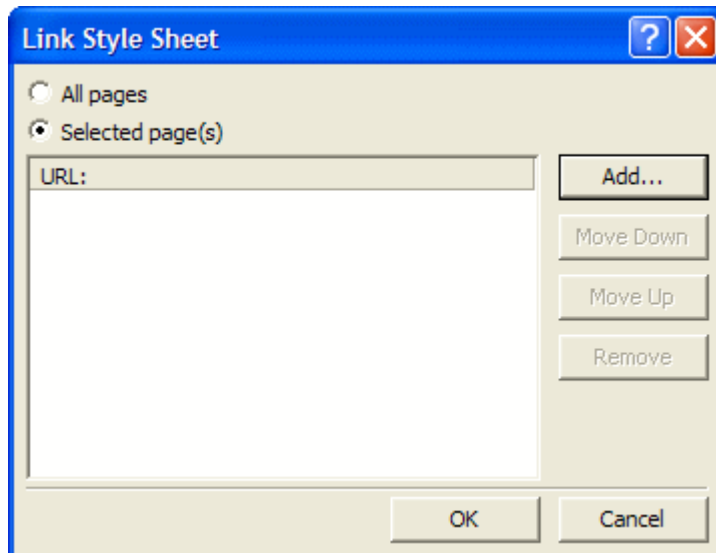 Link Style Sheet
?
All pages
Selected page(s)
URL:
Add...
Move Down
Move Up
Remove
OK
Cancel